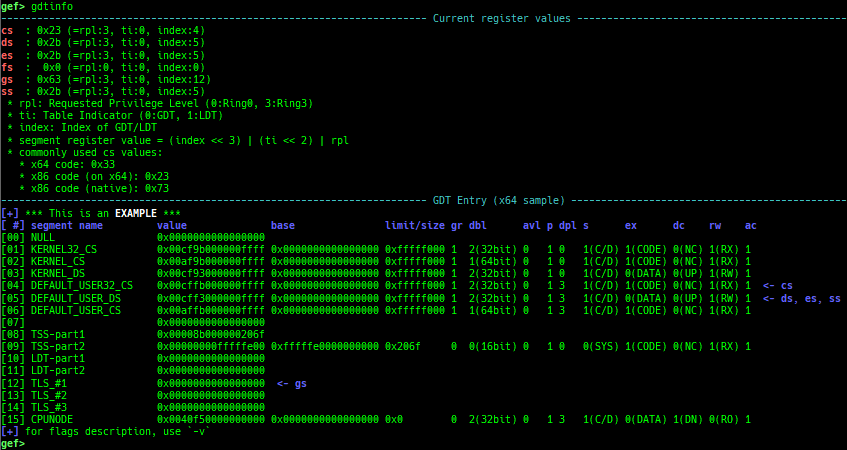 gef> gdtinfo
---------------------------------------------------------------------- Current register values ----------------------------------------------------------------------
cs  : 0x23 (=rpl:3, ti:0, index:4)
ds  : 0x2b (=rpl:3, ti:0, index:5)
es  : 0x2b (=rpl:3, ti:0, index:5)
fs  :  0x0 (=rpl:0, ti:0, index:0)
gs  : 0x63 (=rpl:3, ti:0, index:12)
ss  : 0x2b (=rpl:3, ti:0, index:5)
 * rpl: Requested Privilege Level (0:Ring0, 3:Ring3)
 * ti: Table Indicator (0:GDT, 1:LDT)
 * index: Index of GDT/LDT
 * segment register value = (index << 3) | (ti << 2) | rpl
 * commonly used cs values:
   * x64 code: 0x33
   * x86 code (on x64): 0x23
   * x86 code (native): 0x73
---------------------------------------------------------------------- GDT Entry (x64 sample) ----------------------------------------------------------------------
[+] *** This is an EXAMPLE ***
[ #] segment name         value              base               limit/size gr dbl      avl p dpl s      ex      dc    rw    ac
[00] NULL                 0x0000000000000000
[01] KERNEL32_CS          0x00cf9b000000ffff 0x0000000000000000 0xfffff000 1  2(32bit) 0   1 0   1(C/D) 1(CODE) 0(NC) 1(RX) 1
[02] KERNEL_CS            0x00af9b000000ffff 0x0000000000000000 0xfffff000 1  1(64bit) 0   1 0   1(C/D) 1(CODE) 0(NC) 1(RX) 1
[03] KERNEL_DS            0x00cf93000000ffff 0x0000000000000000 0xfffff000 1  2(32bit) 0   1 0   1(C/D) 0(DATA) 0(UP) 1(RW) 1
[04] DEFAULT_USER32_CS    0x00cffb000000ffff 0x0000000000000000 0xfffff000 1  2(32bit) 0   1 3   1(C/D) 1(CODE) 0(NC) 1(RX) 1  <- cs
[05] DEFAULT_USER_DS      0x00cff3000000ffff 0x0000000000000000 0xfffff000 1  2(32bit) 0   1 3   1(C/D) 0(DATA) 0(UP) 1(RW) 1  <- ds, es, ss
[06] DEFAULT_USER_CS      0x00affb000000ffff 0x0000000000000000 0xfffff000 1  1(64bit) 0   1 3   1(C/D) 1(CODE) 0(NC) 1(RX) 1
[07]                      0x0000000000000000
[08] TSS-part1            0x00008b000000206f
[09] TSS-part2            0x00000000fffffe00 0xfffffe0000000000 0x206f     0  0(16bit) 0   1 0   0(SYS) 1(CODE) 0(NC) 1(RX) 1
[10] LDT-part1            0x0000000000000000
[11] LDT-part2            0x0000000000000000
[12] TLS_#1               0x0000000000000000  <- gs
[13] TLS_#2               0x0000000000000000
[14] TLS_#3               0x0000000000000000
[15] CPUNODE              0x0040f50000000000 0x0000000000000000 0x0        0  2(32bit) 0   1 3   1(C/D) 0(DATA) 1(DN) 0(RO) 1
[+] for flags description, use `-v`
gef>